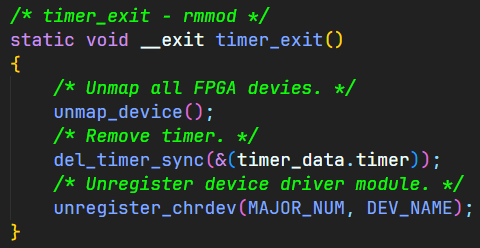 /* timer_exit - rmmod */
static void __exit timer_exit()
{
    /* Unmap all FPGA devies. */
    unmap_device();
    /* Remove timer. */
    del_timer_sync(&(timer_data.timer));
    /* Unregister device driver module. */
    unregister_chrdev(MAJOR_NUM, DEV_NAME);
}